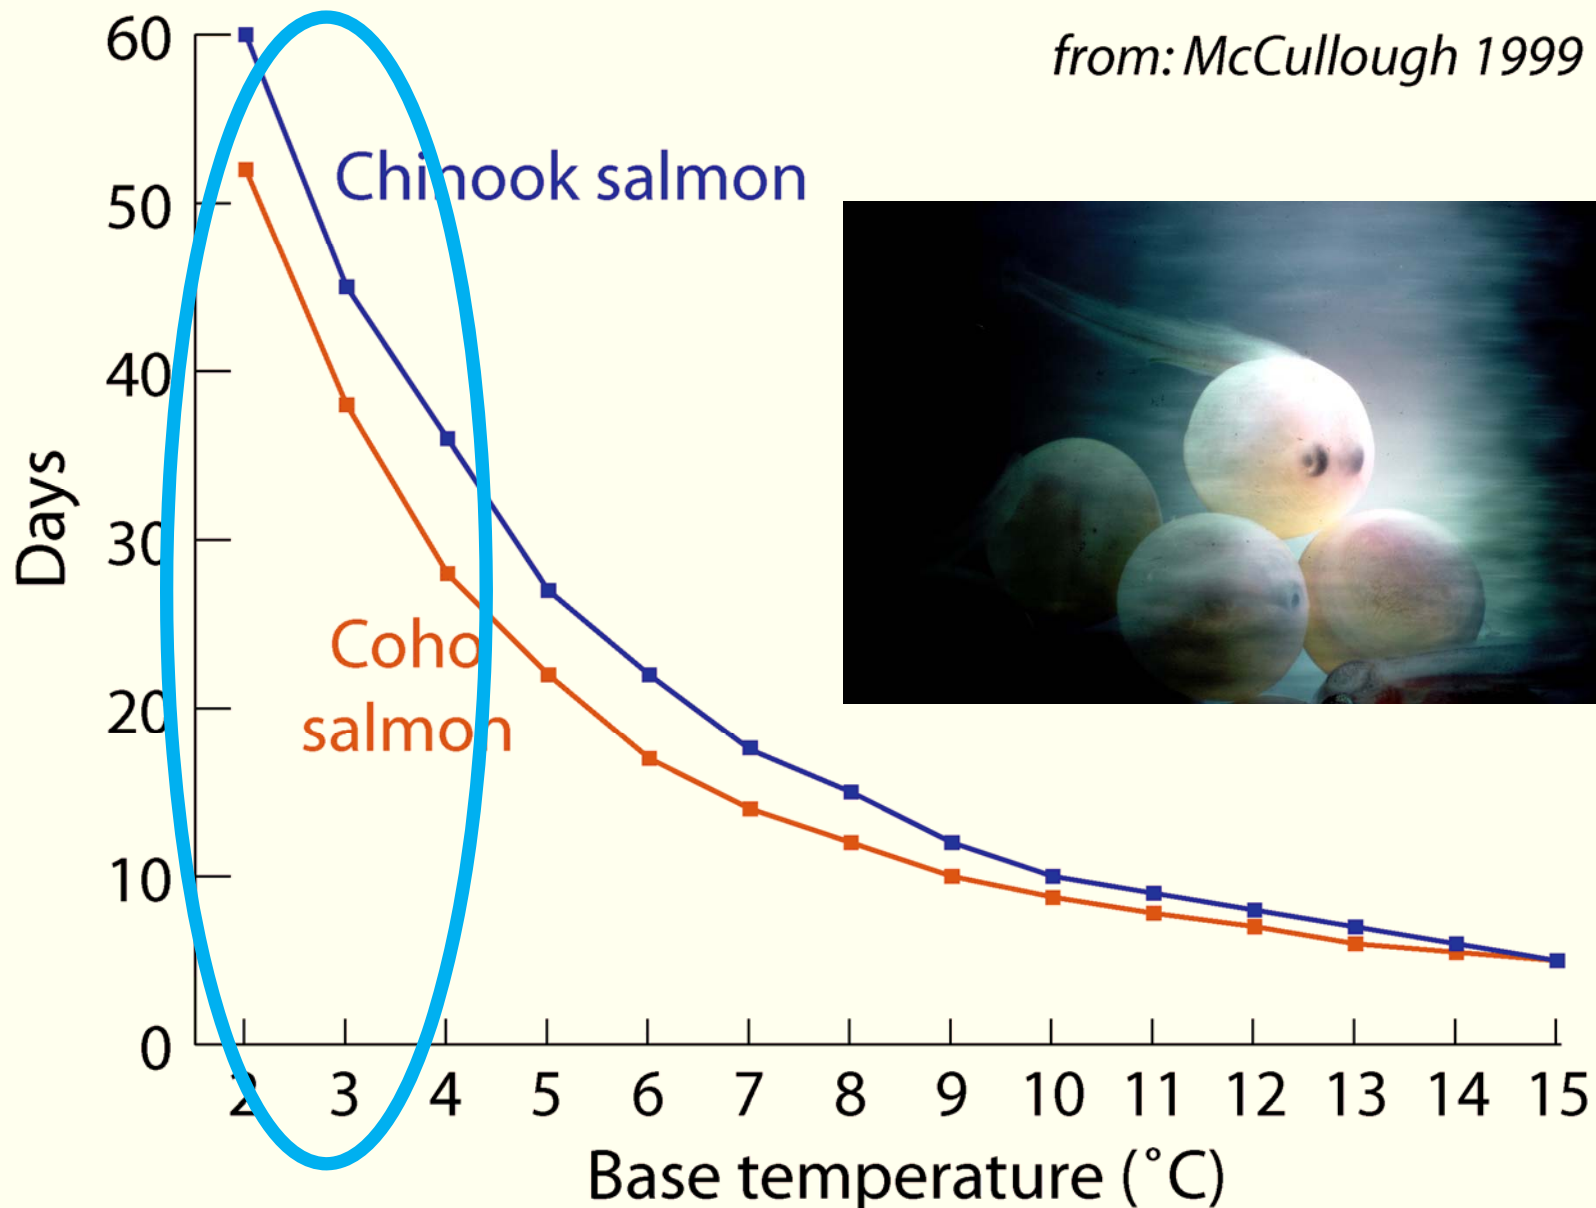 from: McCullough 1999
60
50
40
30
20
10
0
Days
Chinook salmon
Coho
salmon
2 3 4 5 6 7 8 9 10 11 12 13 14 15
Base temperature (˚C)